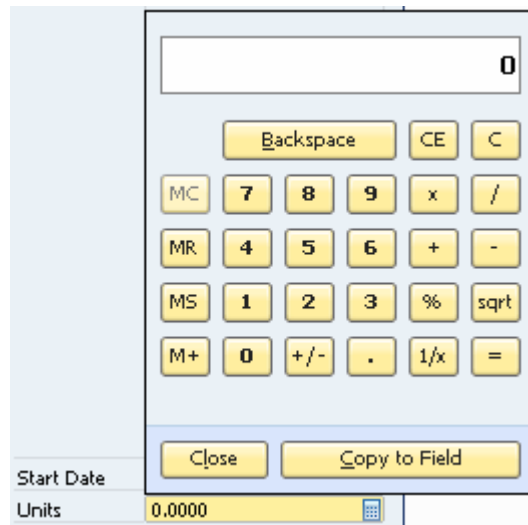 0
Backspace CE C
MC 7 8 9 x /
MR 4 5 6 + -
MS 1 2 3 % sqrt
M+ 0 +/- . 1/x =
Close Copy to Field
Start Date
Units 0.0000